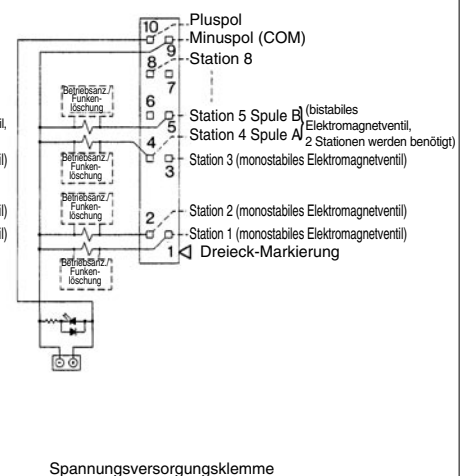 10
Pluspol
Minuspol (COM)
9
8
Station 8
7
Betriebsanz./
Funken-
löschung
6
Station 5 Spule B
(bistabiles
Elektromagnetventil,
2 Stationen werden benötigt)
5
Station 4 Spule A
4
Betriebsanz./
Funken-
löschung
Station 3 (monostabiles Elektromagnetventil)
3
Betriebsanz./
Funken-
löschung
Station 2 (monostabiles Elektromagnetventil)
2
Station 1 (monostabiles Elektromagnetventil)
1
Dreieck-Markierung
Betriebsanz./
Funken-
löschung
Spannungsversorgungsklemme